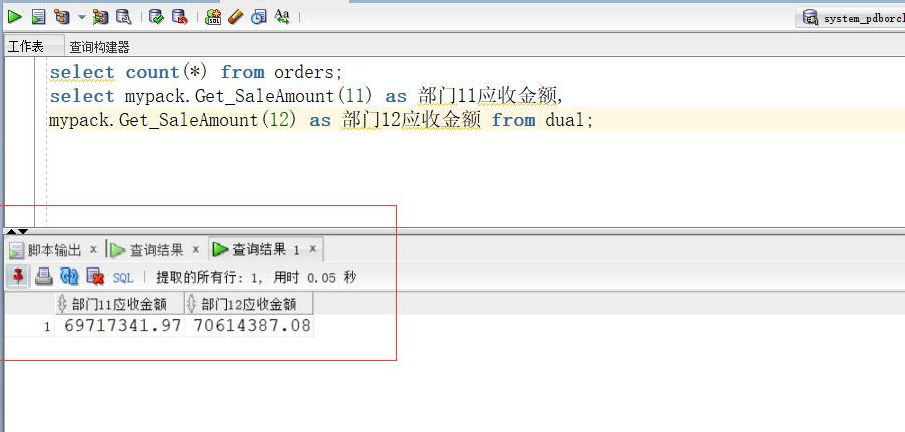 system_pdborcl
工作表 查询构建器
select count(*) from orders;
select mypack.Get_SaleAmount(11) as 部门11应收金额,
mypack.Get_SaleAmount(12) as 部门12应收金额 from dual;
脚本输出 × 查询结果 × 查询结果 1 ×
SQL 提取的所有行: 1, 用时 0.05 秒
部门11应收金额 部门12应收金额
1 69717341.97 70614387.08